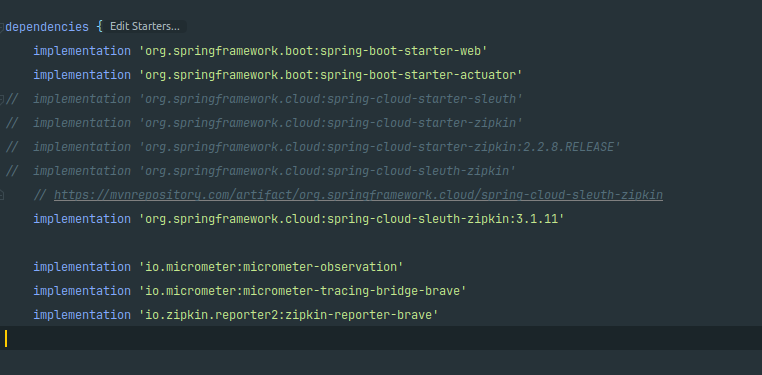 dependencies { Edit Starters...
implementation 'org.springframework.boot:spring-boot-starter-web'
implementation 'org.springframework.boot:spring-boot-starter-actuator'
// implementation 'org.springframework.cloud:spring-cloud-starter-sleuth'
// implementation 'org.springframework.cloud:spring-cloud-starter-zipkin'
// implementation 'org.springframework.cloud:spring-cloud-starter-zipkin:2.2.8.RELEASE'
// implementation 'org.springframework.cloud:spring-cloud-sleuth-zipkin'
// https://mvnrepository.com/artifact/org.springframework.cloud/spring-cloud-sleuth-zipkin
implementation 'org.springframework.cloud:spring-cloud-sleuth-zipkin:3.1.11'
implementation 'io.micrometer:micrometer-observation'
implementation 'io.micrometer:micrometer-tracing-bridge-brave'
implementation 'io.zipkin.reporter2:zipkin-reporter-brave'